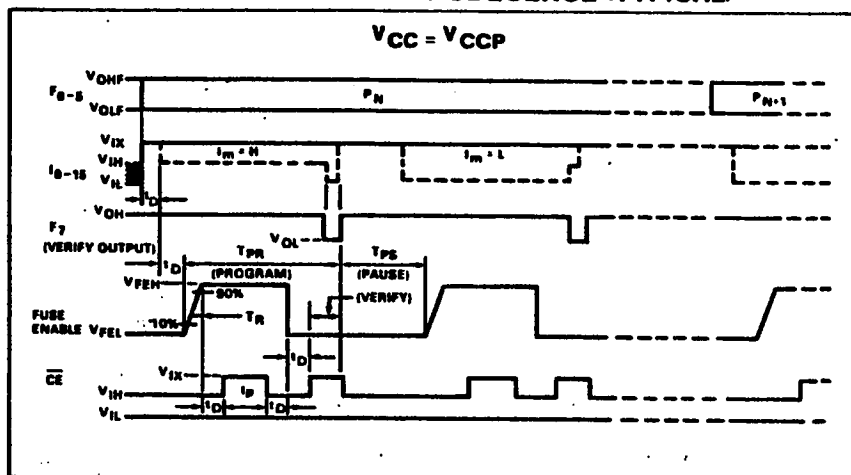 VCC = VCCP
VOHF
F0-5
PN
PN+1
VOLF
VIX
Im = H
Im = L
VIH
I0-15
VIL
tD
VOH
F7
(VERIFY OUTPUT)
VOL
tD
TPR
(PROGRAM)
TPS
(PAUSE)
VFEH
90%
(VERIFY)
FUSE
ENABLE
10%
VFEL
TR
tD
CE
VIX
VIH
tP
VIL
tD
tD